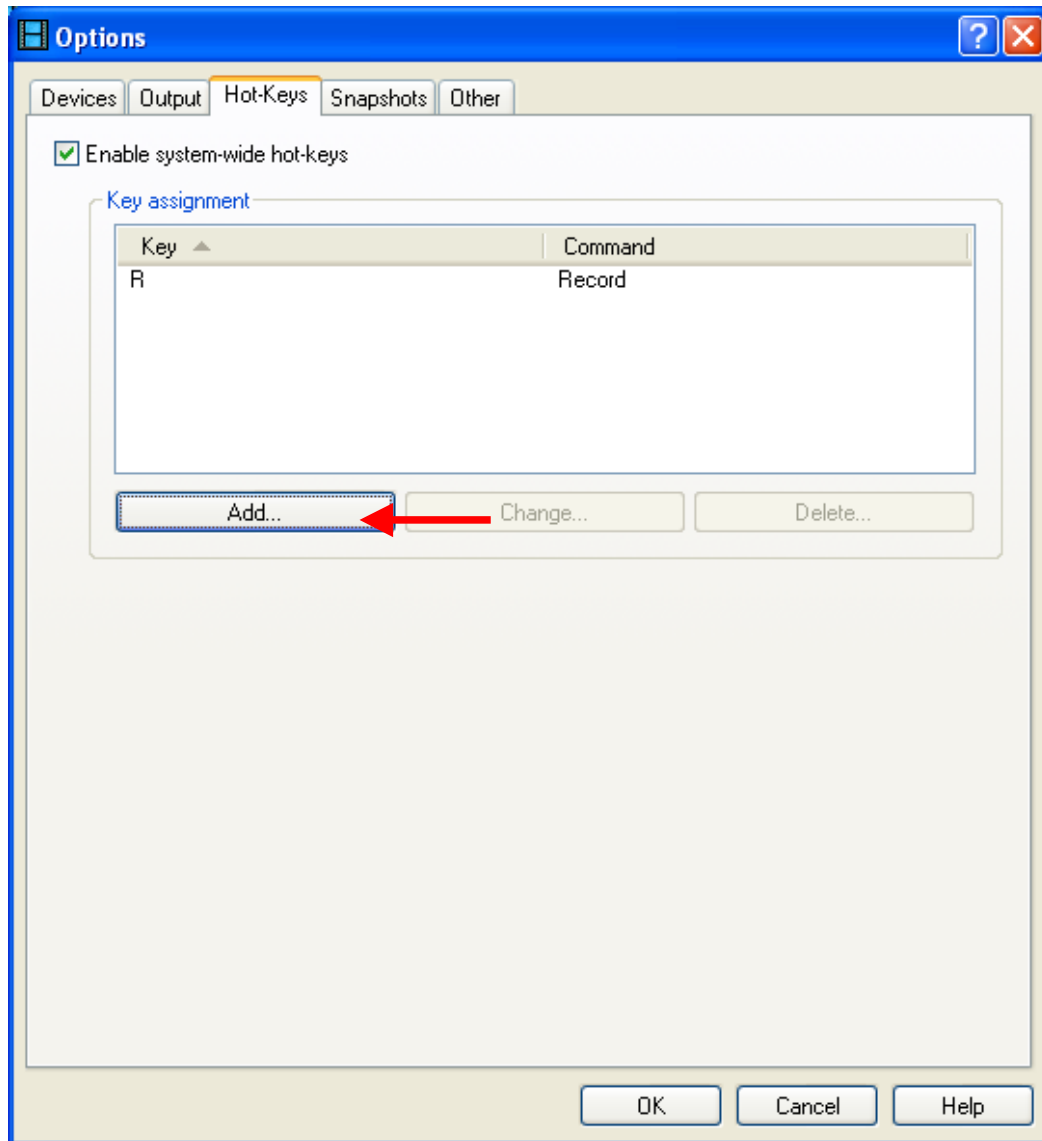 Options
Devices Output Hot-Keys Snapshots Other
Enable system-wide hot-keys
Key assignment
Key Command
R Record
Add... Change... Delete...
OK Cancel Help